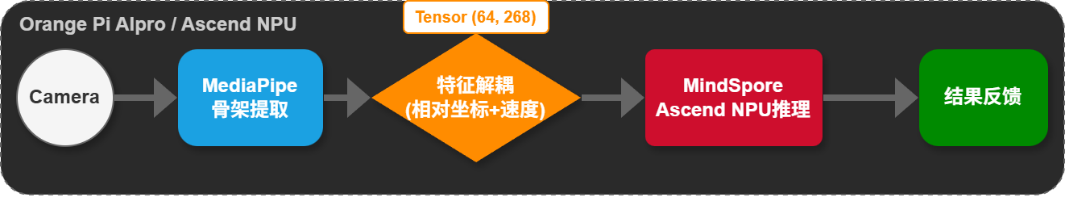 Orange Pi AIpro / Ascend NPU
Tensor (64, 268)
Camera
MediaPipe
骨架提取
特征解耦
(相对坐标+速度)
MindSpore
Ascend NPU推理
结果反馈